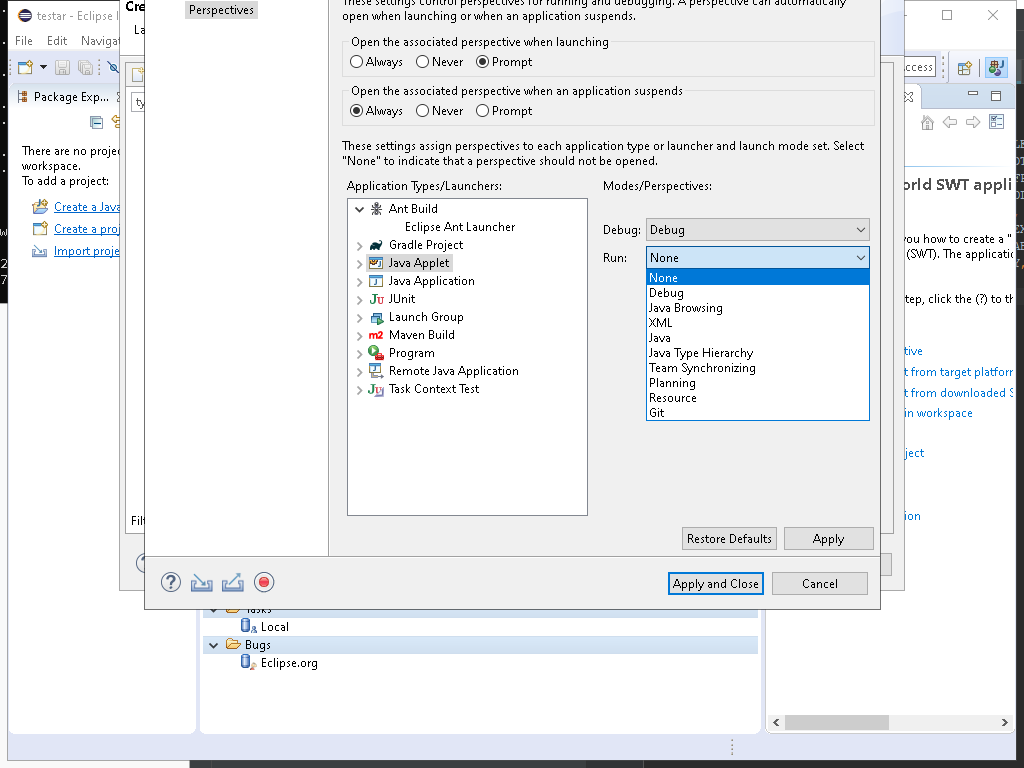 testar - Eclipse I
Cre
Perspectives
These settings control perspectives for running and debugging. A perspective can automatically
open when launching or when an application suspends.
File Edit Navigat
La
Open the associated perspective when launching
Always Never Prompt
ccess
Open the associated perspective when an application suspends
Package Exp...
ty
Always Never Prompt
These settings assign perspectives to each application type or launcher and launch mode set. Select
"None" to indicate that a perspective should not be opened.
There are no proje
workspace.
To add a project:
Create a Java
Create a proj
Import proje
Application Types/Launchers:
Ant Build
Eclipse Ant Launcher
Gradle Project
Java Applet
Java Application
JUnit
Launch Group
Maven Build
Program
Remote Java Application
Task Context Test
Modes/Perspectives:
Debug: Debug
Run: None
None
Debug
Java Browsing
XML
Java
Java Type Hierarchy
Team Synchronizing
Planning
Resource
Git
orld SWT appli
you how to create a "
(SWT). The applicatio
tep, click the (?) to th
tive
t from target platforr
t from downloaded S
in workspace
ject
ion
Filt
Restore Defaults Apply
Apply and Close Cancel
Tasks
Local
Bugs
Eclipse.org